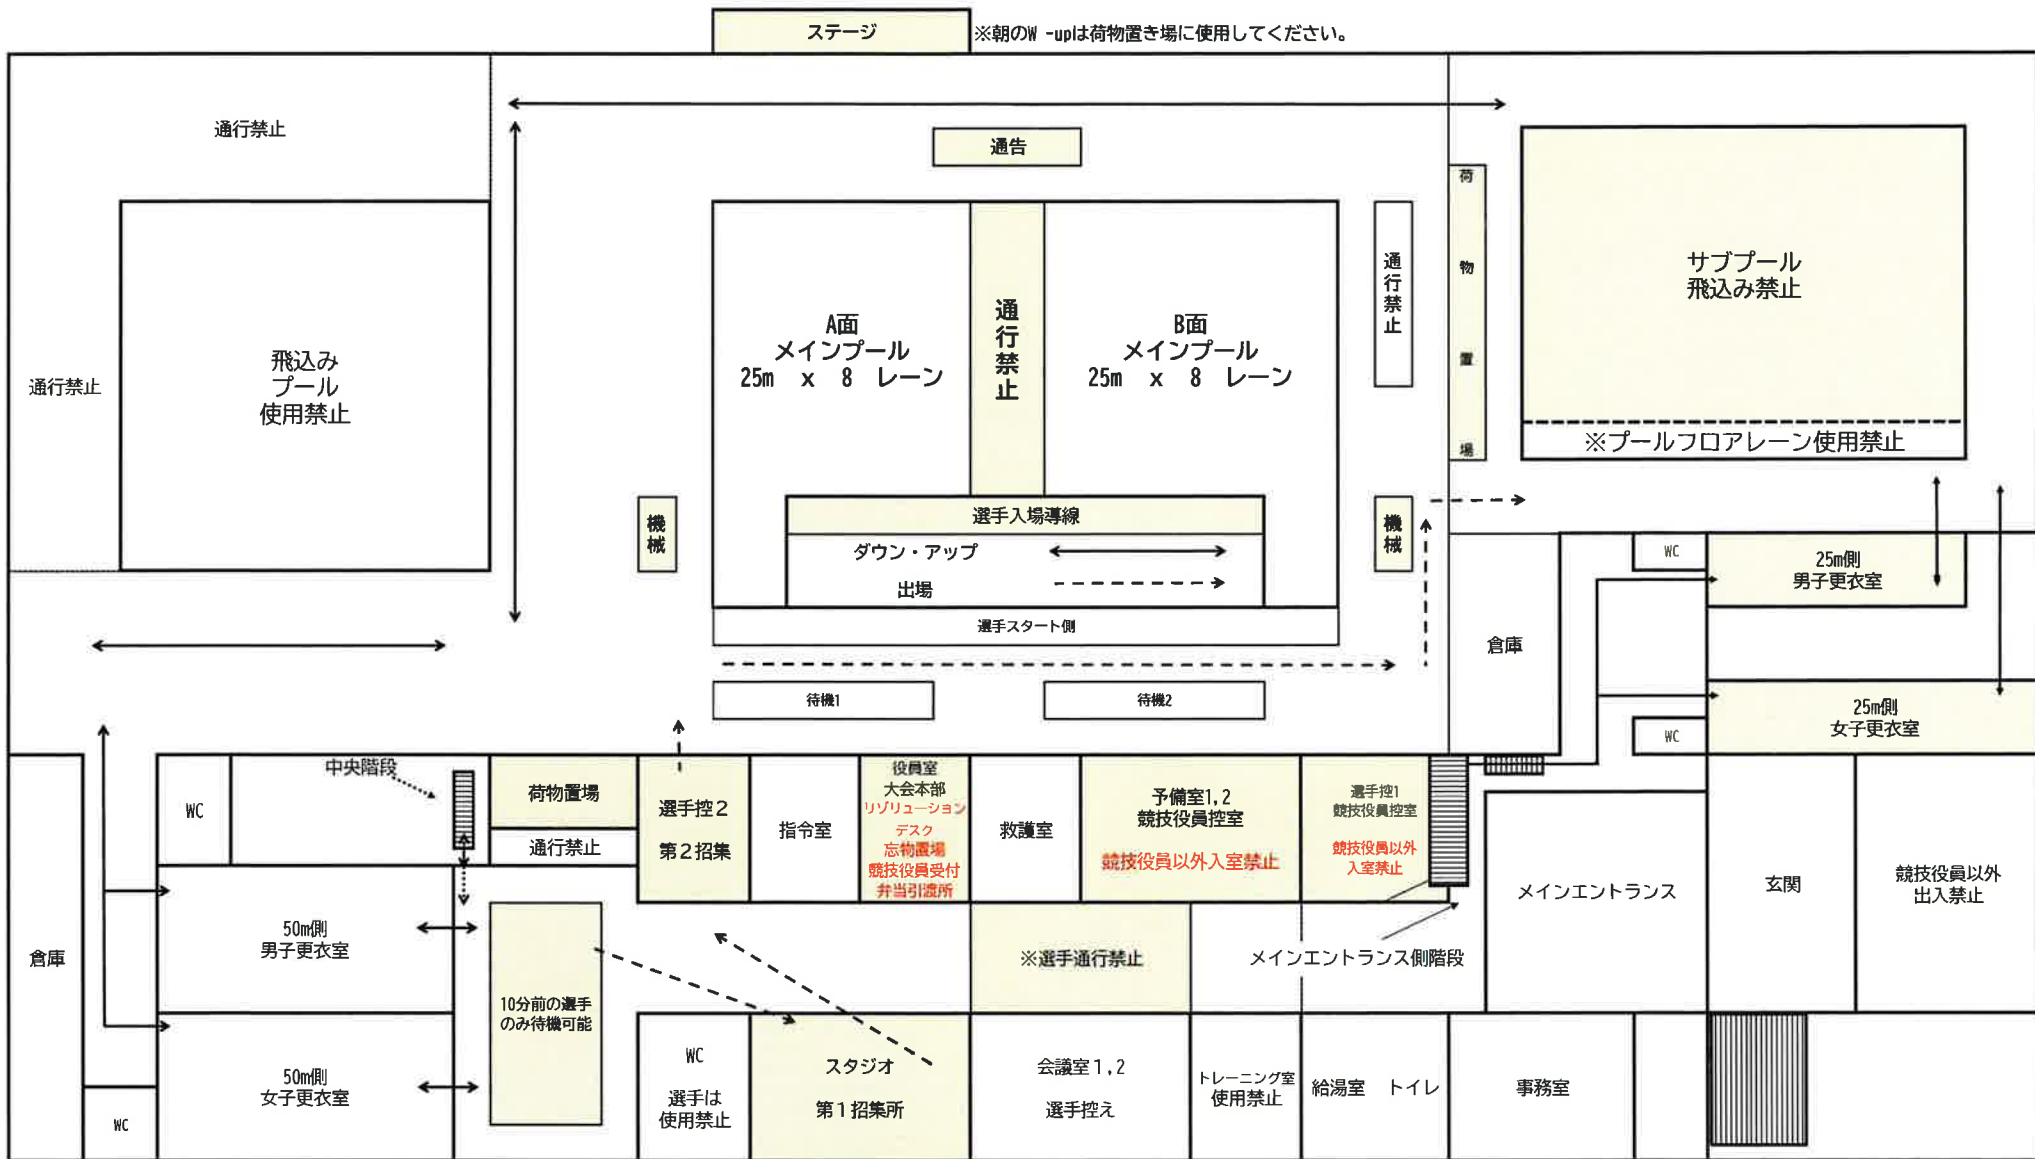 ステージ
※朝のW -upは荷物置き場に使用してください。
通行禁止
通告
荷物置場
通行禁止
サブプール
飛込み禁止
※プールフロアレーン使用禁止
通行禁止
飛込み
プール
使用禁止
A面
メインプール
25m x 8 レーン
通行禁止
B面
メインプール
25m x 8 レーン
機械
選手入場導線
ダウン・アップ
出場
選手スタート側
機械
待機1
待機2
倉庫
WC
25m側
男子更衣室
25m側
女子更衣室
WC
中央階段
WC
荷物置場
通行禁止
選手控2
第2招集
指令室
役員室
大会本部
リゾリューション
デスク
忘物置場
競技役員受付
弁当引渡所
救護室
予備室1,2
競技役員控室
競技役員以外入室禁止
選手控1
競技役員控室
競技役員以外
入室禁止
メインエントランス
玄関
競技役員以外
出入禁止
倉庫
50m側
男子更衣室
※選手通行禁止
メインエントランス側階段
10分前の選手
のみ待機可能
50m側
女子更衣室
WC
WC
選手は
使用禁止
スタジオ
第1招集所
会議室1,2
選手控え
トレーニング室
使用禁止
給湯室
トイレ
事務室